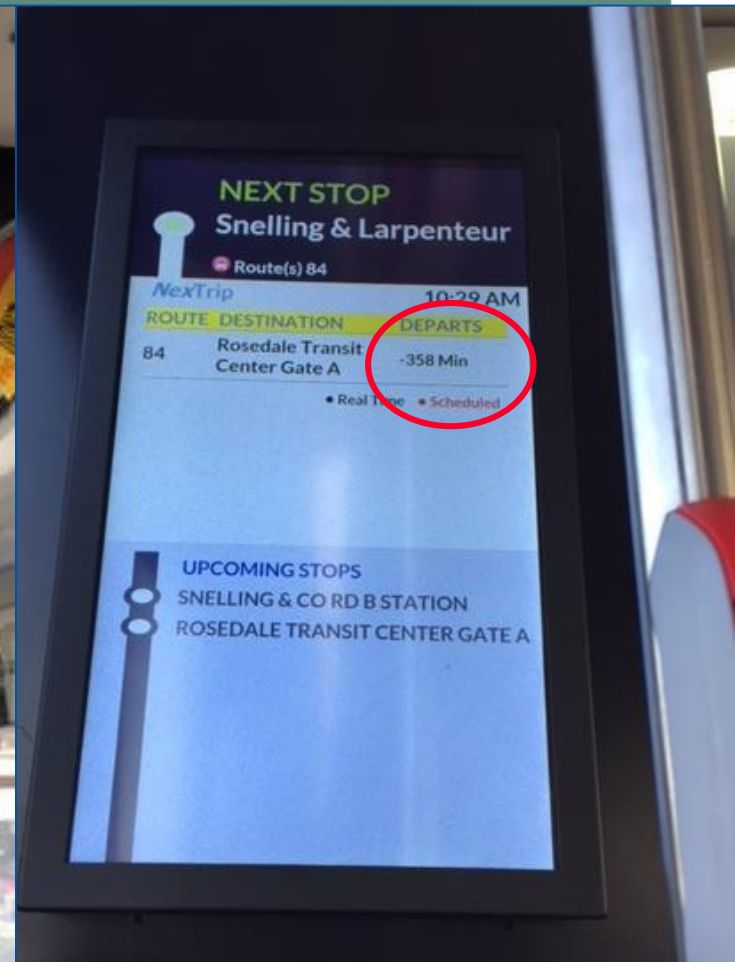 NEXT STOP
Snelling & Larpenteur
Route(s) 84
NexTrip 10:29 AM
ROUTE DESTINATION DEPARTS
84 Rosedale Transit Center Gate A -358 Min
• Real Time • Scheduled
UPCOMING STOPS
SNELLING & CO RD B STATION
ROSEDALE TRANSIT CENTER GATE A